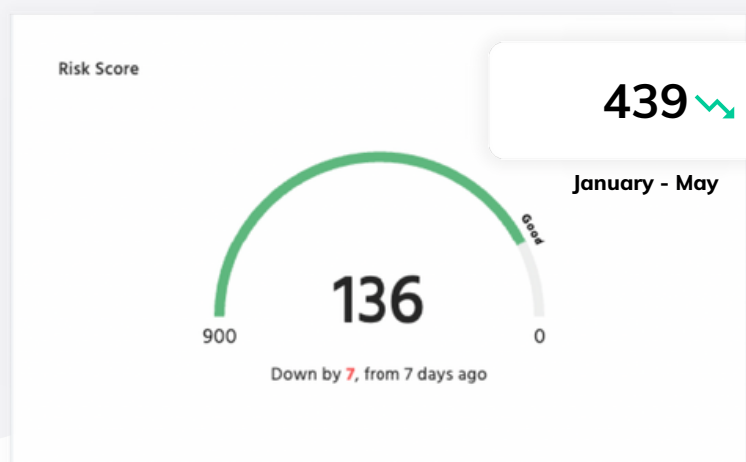 Risk Score
439
January - May
Good
136
900
0
Down by 7, from 7 days ago